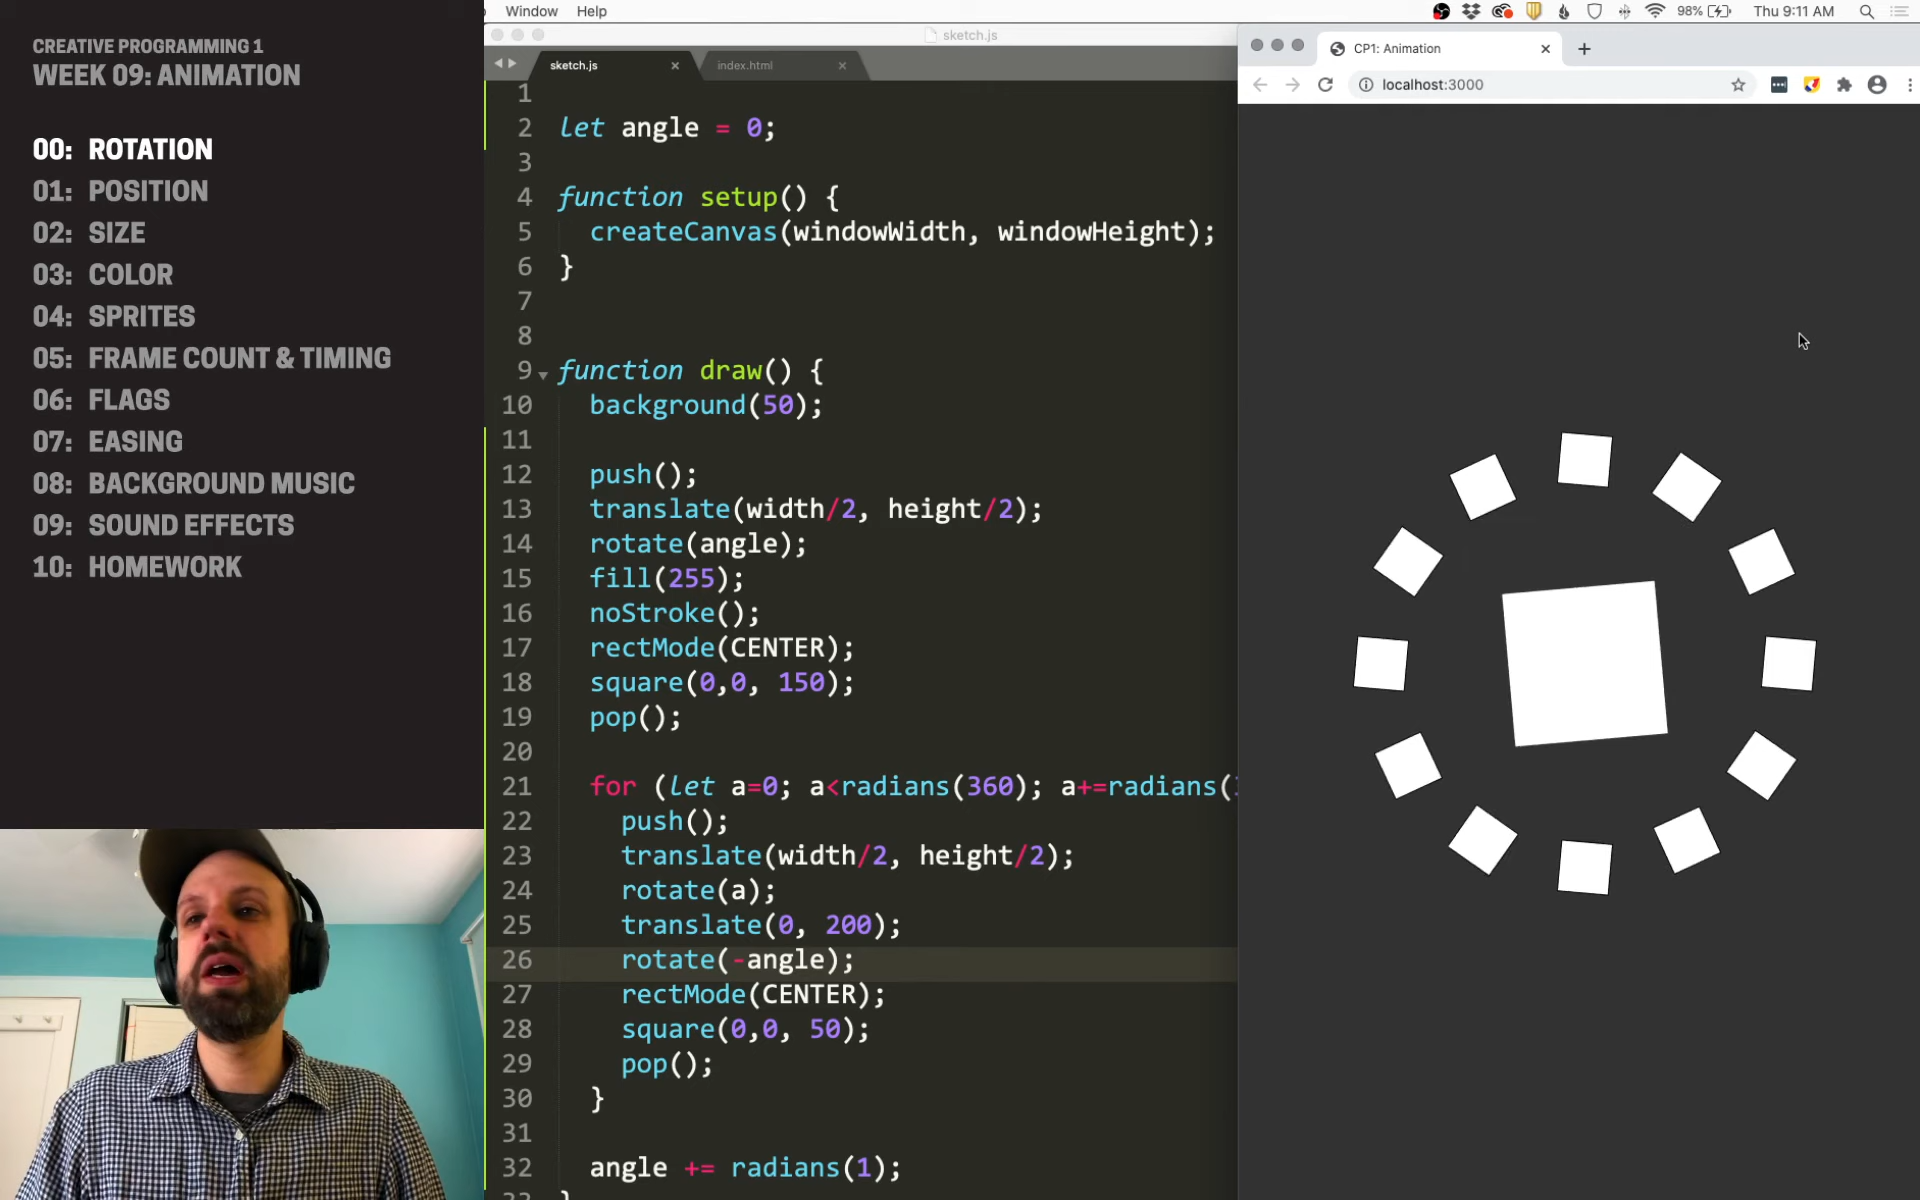 CREATIVE PROGRAMMING 1
WEEK 09: ANIMATION
00: ROTATION
01: POSITION
02: SIZE
03: COLOR
04: SPRITES
05: FRAME COUNT & TIMING
06: FLAGS
07: EASING
08: BACKGROUND MUSIC
09: SOUND EFFECTS
10: HOMEWORK
Window Help
98% Thu 9:11 AM
sketch.js
sketch.js index.html
1
2 let angle = 0;
3
4 function setup() {
5 createCanvas(windowWidth, windowHeight);
6 }
7
8
9 function draw() {
10 background(50);
11
12 push();
13 translate(width/2, height/2);
14 rotate(angle);
15 fill(255);
16 noStroke();
17 rectMode(CENTER);
18 square(0,0, 150);
19 pop();
20
21 for (let a=0; a<radians(360); a+=radians(
22 push();
23 translate(width/2, height/2);
24 rotate(a);
25 translate(0, 200);
26 rotate(-angle);
27 rectMode(CENTER);
28 square(0,0, 50);
29 pop();
30 }
31
32 angle += radians(1);
CP1: Animation
localhost:3000